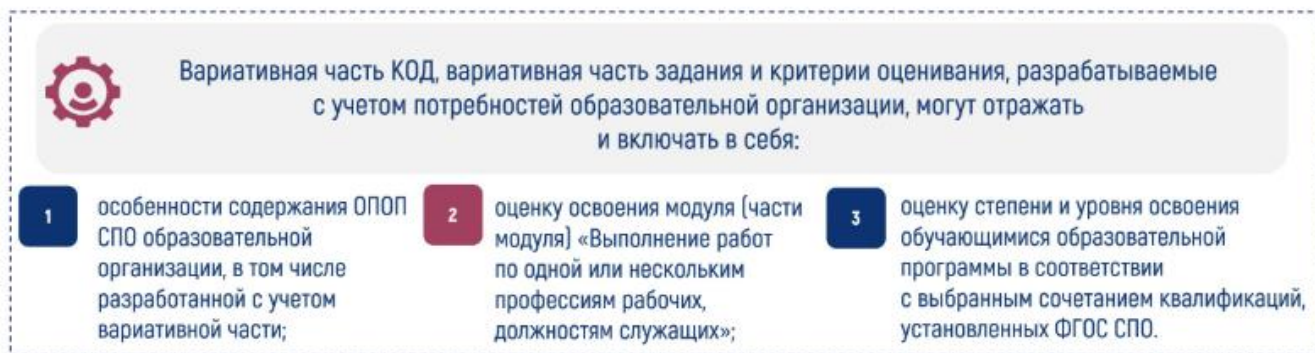 Вариативная часть КОД, вариативная часть задания и критерии оценивания, разрабатываемые
с учетом потребностей образовательной организации, могут отражать
и включать в себя:
1
особенности содержания ОПОП
СПО образовательной
организации, в том числе
разработанной с учетом
вариативной части;
2
оценку освоения модуля (части
модуля) «Выполнение работ
по одной или нескольким
профессиям рабочих,
должностям служащих»;
3
оценку степени и уровня освоения
обучающимися образовательной
программы в соответствии
с выбранным сочетанием квалификаций,
установленных ФГОС СПО.